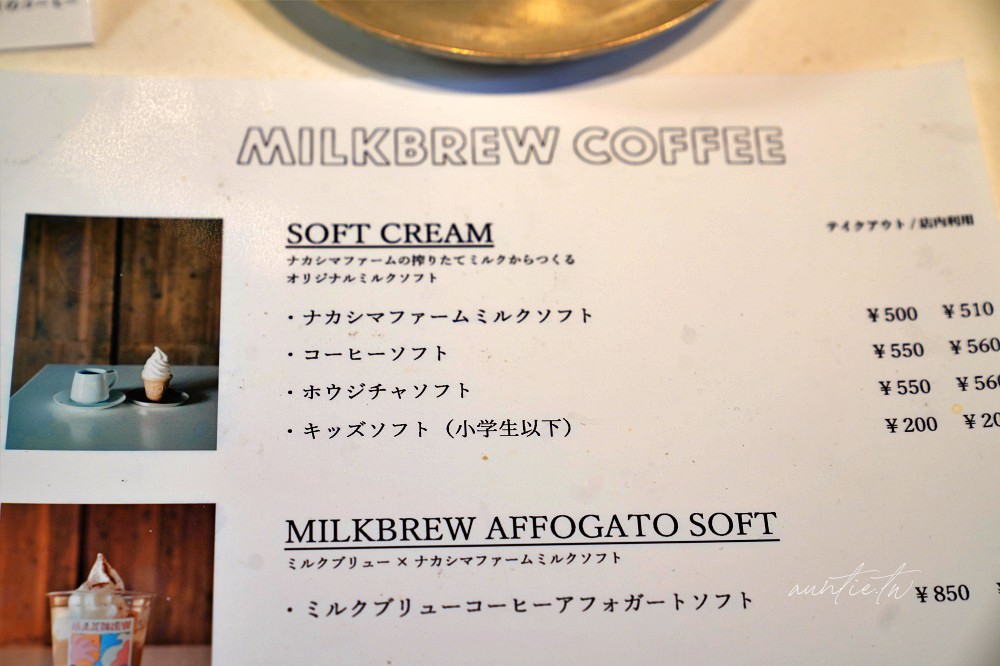 MILKBREW COFFEE
SOFT CREAM
テイクアウト / 店内利用
ナカシマファームの搾りたてミルクからつくる
オリジナルミルクソフト
・ナカシマファームミルクソフト ¥500 ¥510
・コーヒーソフト ¥550 ¥560
・ホウジチャソフト ¥550 ¥56
・キッズソフト（小学生以下） ¥200 ¥20
MILKBREW AFFOGATO SOFT
ミルクブリュー × ナカシマファームミルクソフト
・ミルクブリューコーヒーアフォガートソフト ¥850
MILKBREW
auntie.tw